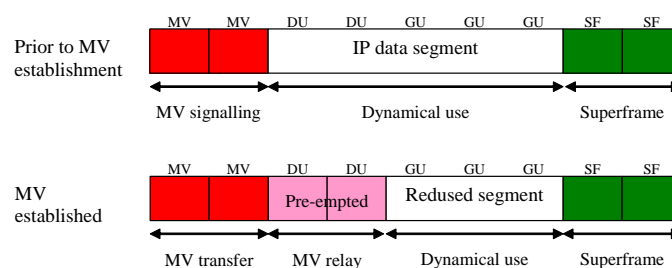 MV MV DU DU GU GU GU SF SF
Prior to MV
establishment
IP data segment
MV signalling Dynamical use Superframe
MV MV DU DU GU GU GU SF SF
MV
established
Pre-empted Redused segment
MV transfer MV relay Dynamical use Superframe